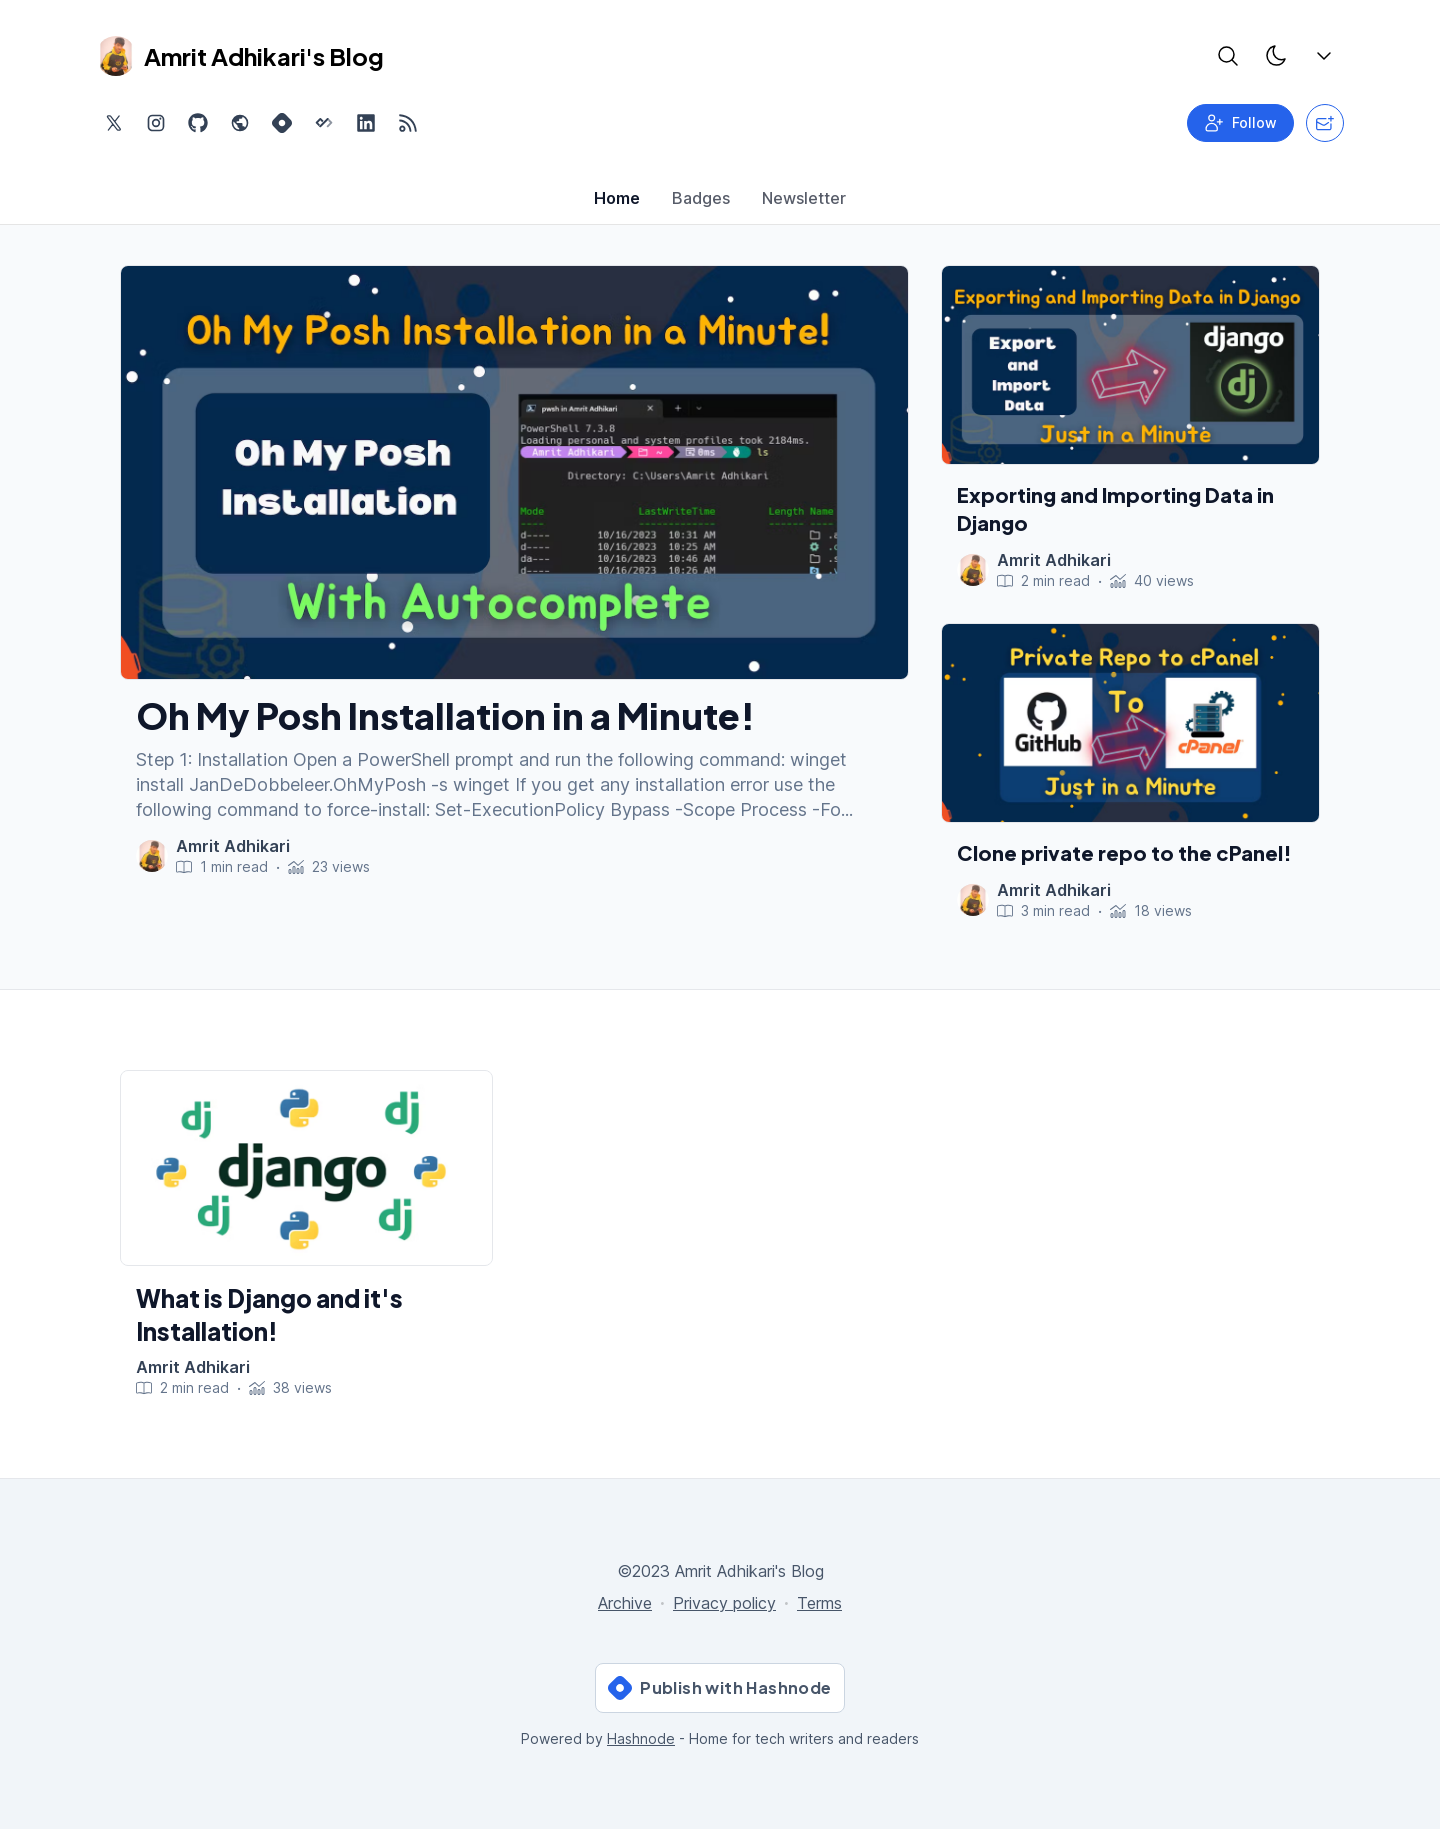 Amrit Adhikari's Blog
Follow
Home
Badges
Newsletter
Oh My Posh Installation in a Minute!
Oh My Posh
Installation
pwsh in Amrit Adhikari
PowerShell 7.3.8
Loading personal and system profiles took 2184ms.
Amrit Adhikari ~ 0ms ls
Directory: C:\Users\Amrit Adhikari
Mode LastWriteTime Length Name
---- ------------- ------ ----
d---- 10/16/2023 10:31 AM
d---- 10/16/2023 10:25 AM
da--- 10/16/2023 10:46 AM
d---- 10/16/2023 10:26 AM
With Autocomplete
Oh My Posh Installation in a Minute!
Step 1: Installation Open a PowerShell prompt and run the following command: winget
install JanDeDobbeleer.OhMyPosh -s winget If you get any installation error use the
following command to force-install: Set-ExecutionPolicy Bypass -Scope Process -Fo...
Amrit Adhikari
1 min read · 23 views
Exporting and Importing Data in Django
Export
and
Import
Data
django
dj
Just in a Minute
Exporting and Importing Data in
Django
Amrit Adhikari
2 min read · 40 views
Private Repo to cPanel
To
GitHub
cPanel
Just in a Minute
Clone private repo to the cPanel!
Amrit Adhikari
3 min read · 18 views
dj
dj
django
dj
dj
What is Django and it's
Installation!
Amrit Adhikari
2 min read · 38 views
©2023 Amrit Adhikari's Blog
Archive · Privacy policy · Terms
Publish with Hashnode
Powered by Hashnode - Home for tech writers and readers